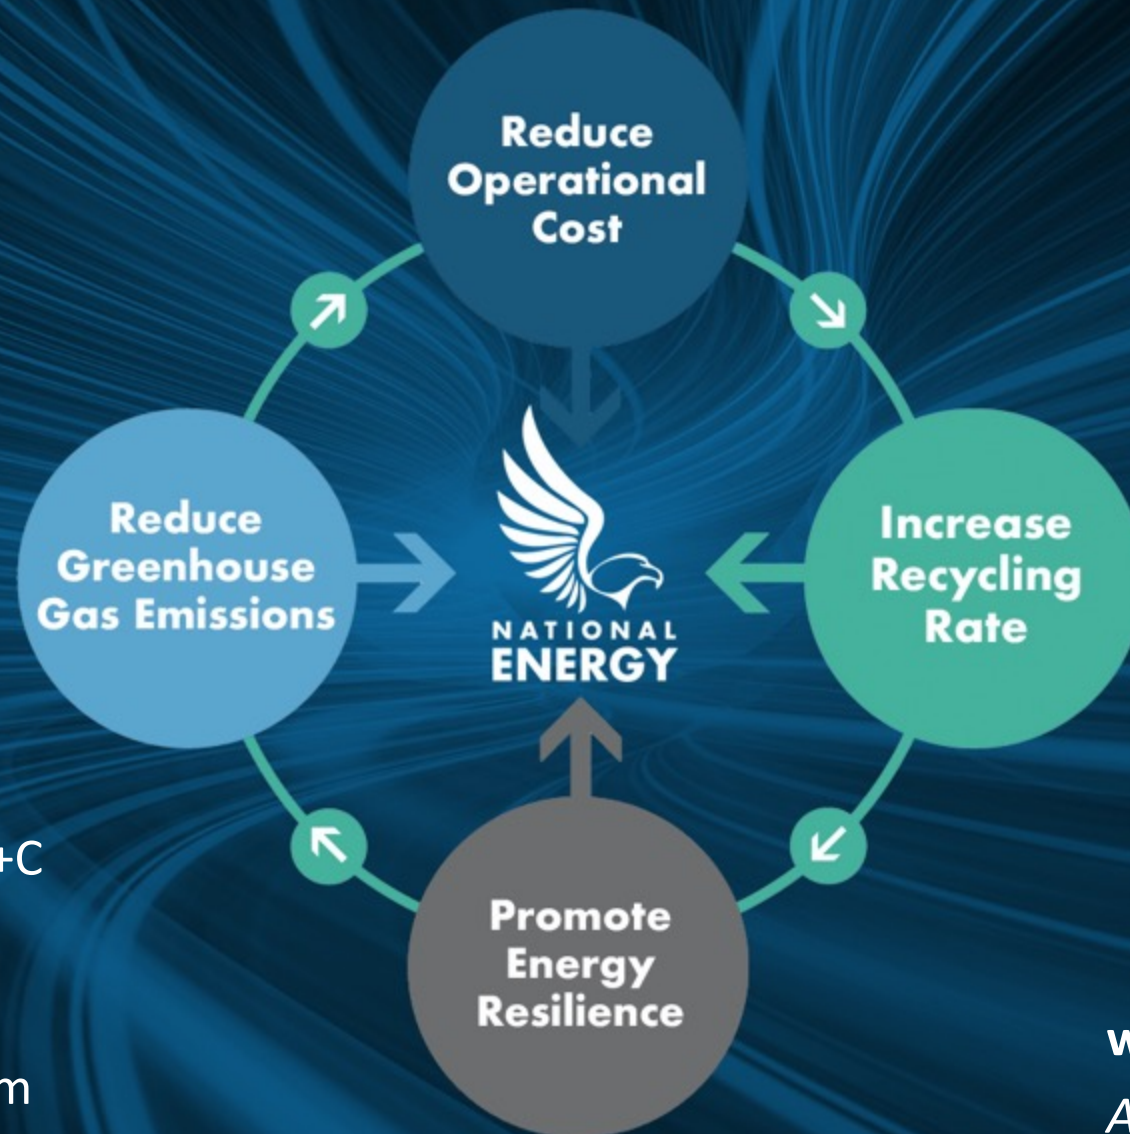 Reduce
Operational
Cost
Reduce
Greenhouse
Gas Emissions
NATIONAL
ENERGY
Increase
Recycling
Rate
+C
Promote
Energy
Resilience
m
w
A